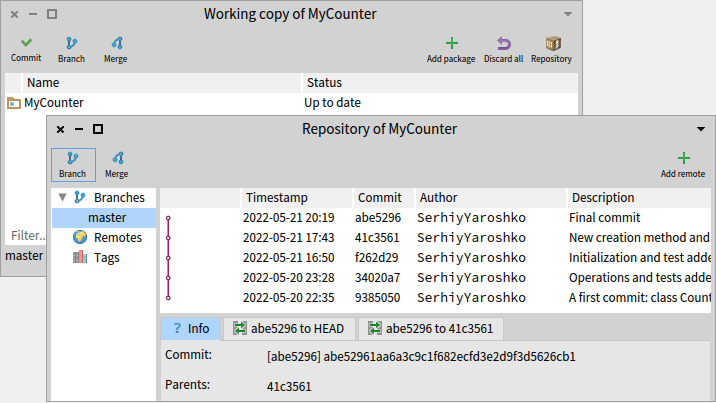 Working copy of MyCounter
Commit Branch Merge Add package Discard all Repository
Name Status
MyCounter Up to date
Filter...
master
Repository of MyCounter
Branch Merge Add remote
Branches
master
Remotes
Tags
Timestamp Commit Author Description
2022-05-21 20:19 abe5296 SerhiyYaroshko Final commit
2022-05-21 17:43 41c3561 SerhiyYaroshko New creation method and
2022-05-21 16:50 f262d29 SerhiyYaroshko Initialization and test adde
2022-05-20 23:28 34020a7 SerhiyYaroshko Operations and tests added
2022-05-20 22:35 9385050 SerhiyYaroshko A first commit: class Count
? Info abe5296 to HEAD abe5296 to 41c3561
Commit: [abe5296] abe52961aa6a3c9c1f682ecfd3e2d9f3d5626cb1
Parents: 41c3561